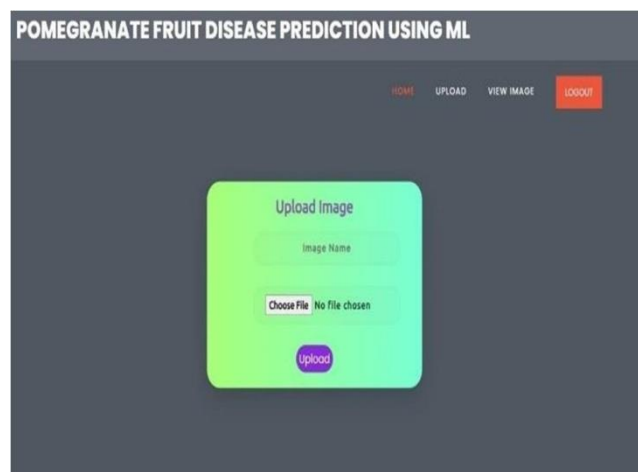 POMEGRANATE FRUIT DISEASE PREDICTION USING ML
HOME UPLOAD VIEW IMAGE LOGOUT
Upload Image
Image Name
Choose File No file chosen
Upload